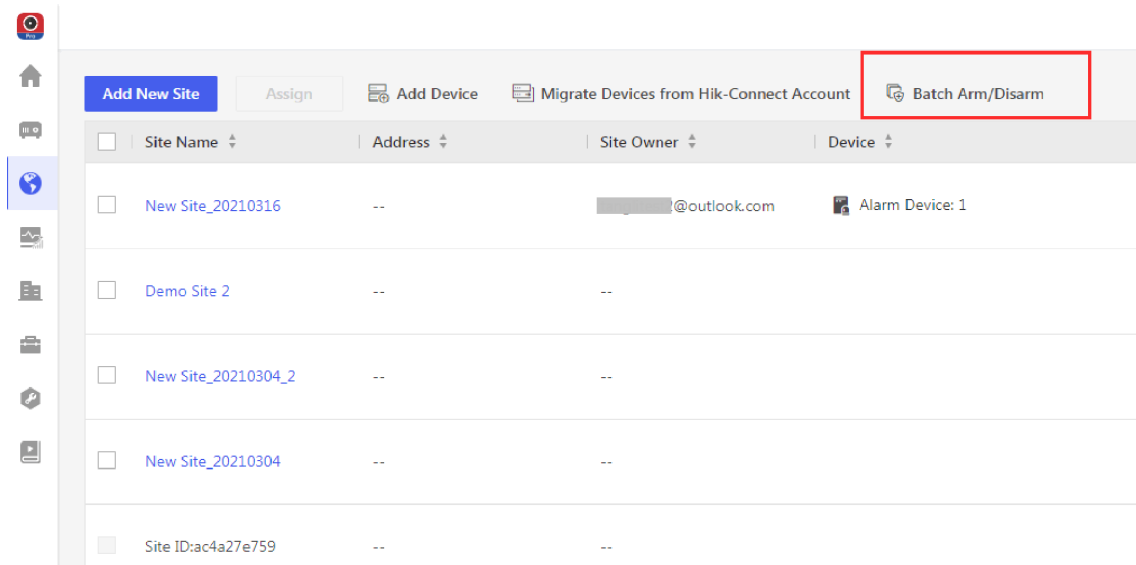 Pro
Add New Site Assign Add Device Migrate Devices from Hik-Connect Account Batch Arm/Disarm
Site Name Address Site Owner Device
New Site_20210316 -- @outlook.com Alarm Device: 1
Demo Site 2 -- --
New Site_20210304_2 -- --
New Site_20210304 -- --
Site ID:ac4a27e759 -- --